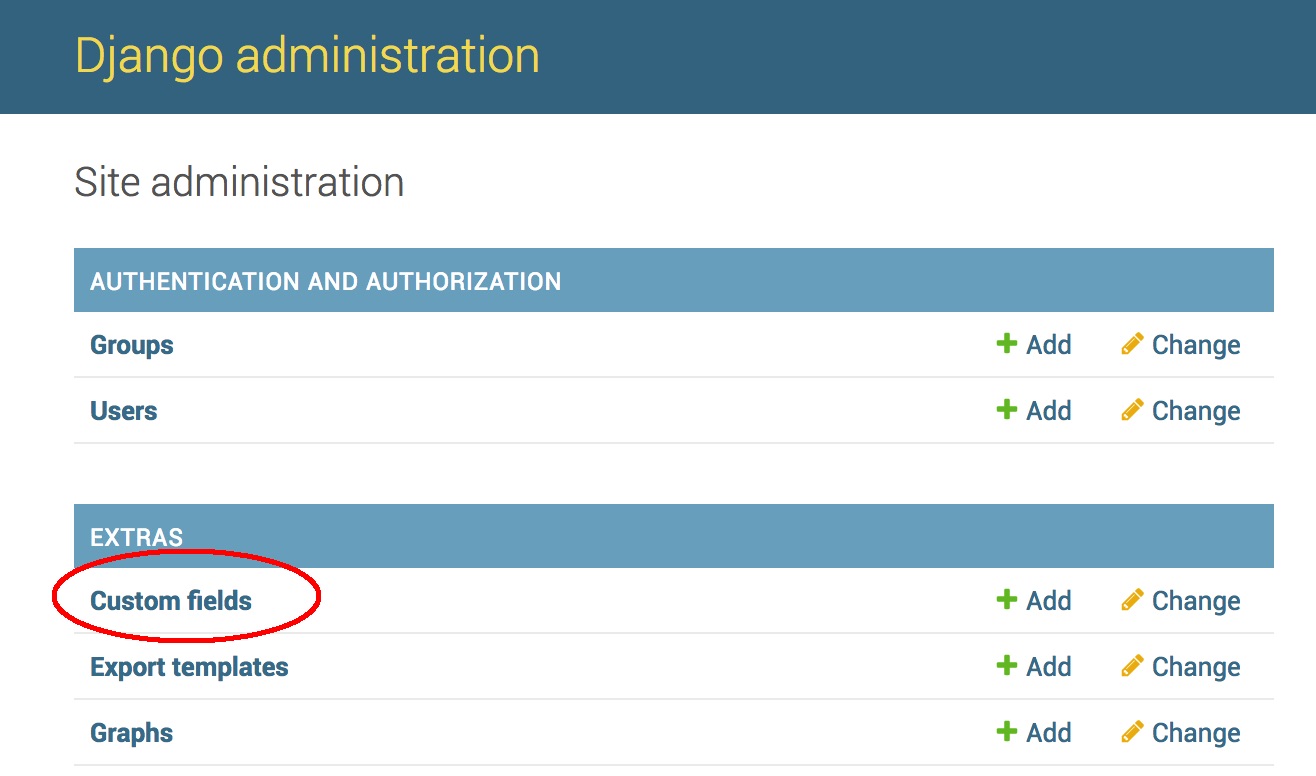 Django administration
Site administration
AUTHENTICATION AND AUTHORIZATION
Groups Add Change
Users Add Change
EXTRAS
Custom fields Add Change
Export templates Add Change
Graphs Add Change